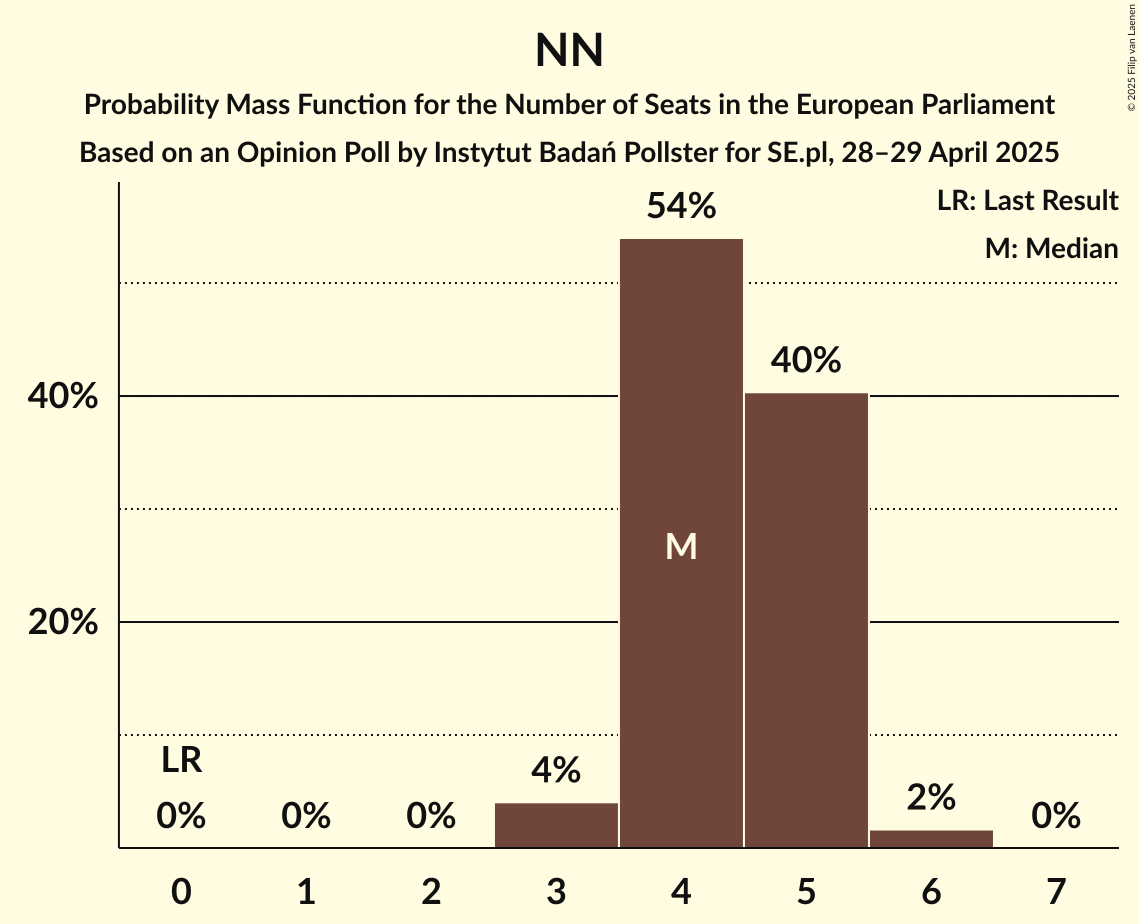 NN
Probability Mass Function for the Number of Seats in the European Parliament
Based on an Opinion Poll by Instytut Badań Pollster for SE.pl, 28–29 April 2025
© 2025 Filip van Laenen
LR: Last Result
M: Median
54%
40%
40%
M
20%
LR
0%
0%
0%
4%
2%
0%
0
1
2
3
4
5
6
7